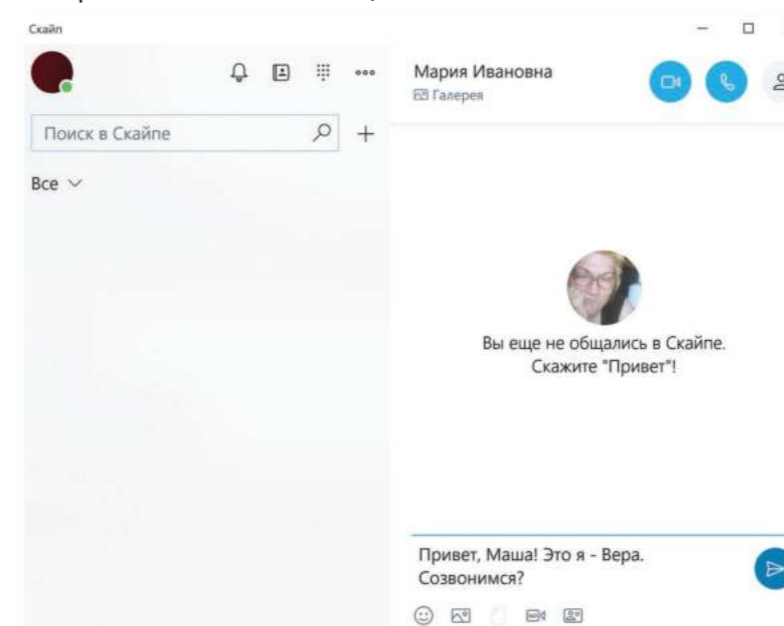 Скайп
Поиск в Скайпе
Все
Мария Ивановна
Галерея
Вы еще не общались в Скайпе.
Скажите "Привет"!
Привет, Маша! Это я - Вера.
Созвонимся?